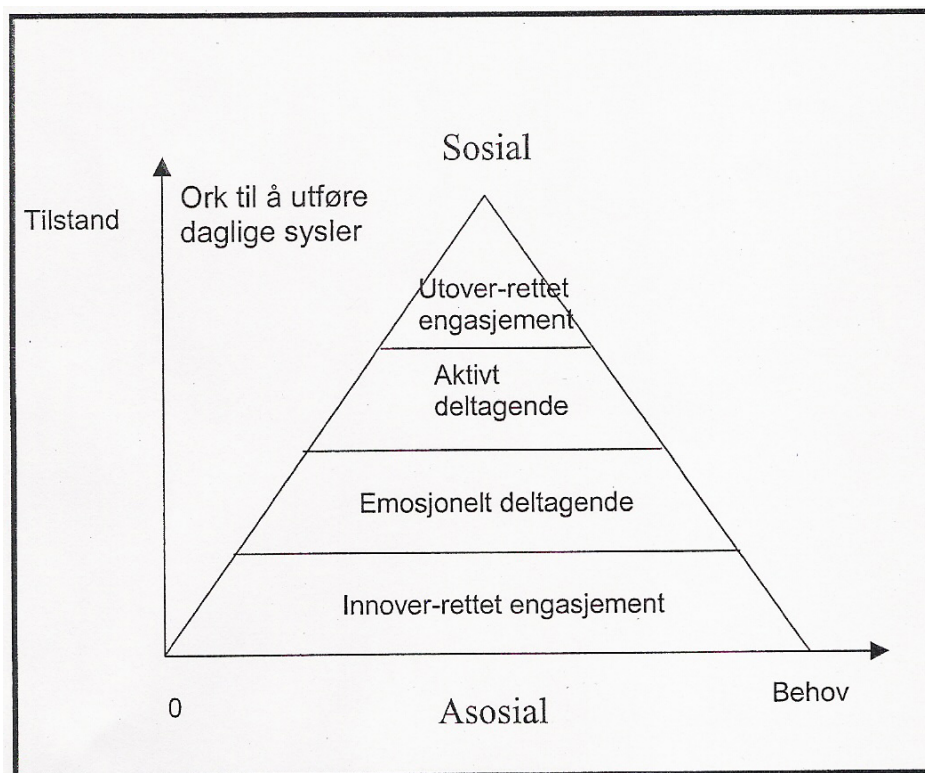 Sosial
Ork til å utføre
daglige sysler
Tilstand
Utover-rettet
engasjement
Aktivt
deltagende
Emosjonelt deltagende
Innover-rettet engasjement
0
Asosial
Behov